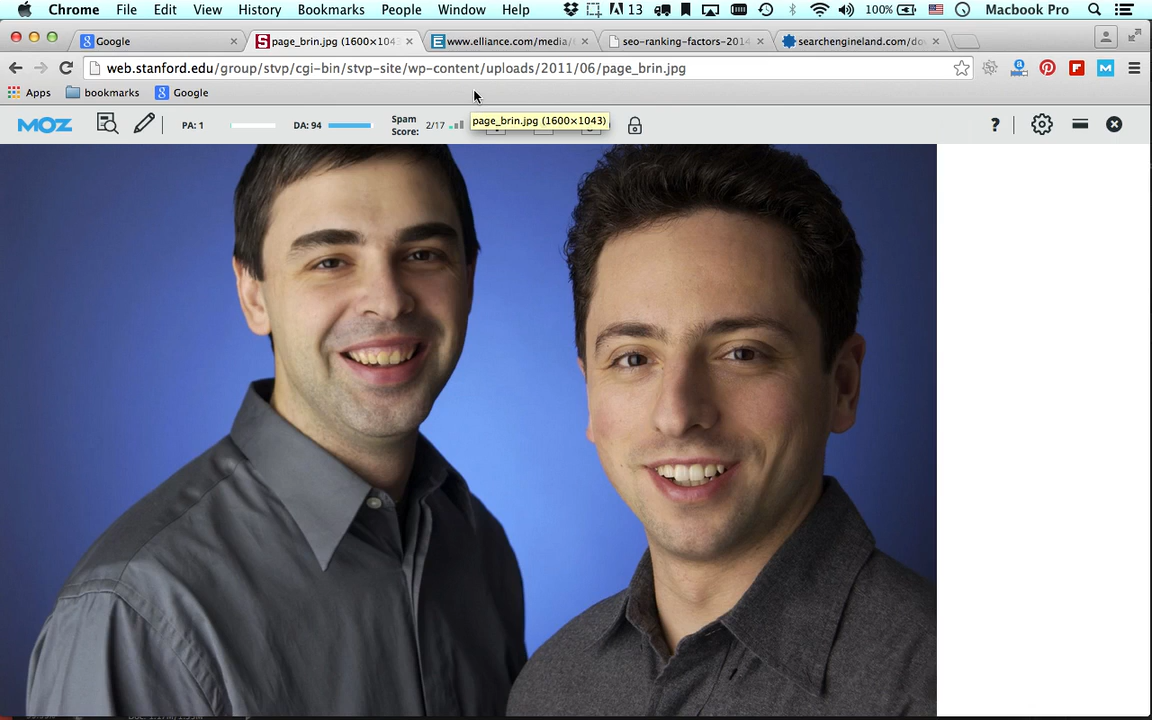 Chrome File Edit View History Bookmarks People Window Help 13 100% Macbook Pro
Google page_brin.jpg (1600×104 www.elliance.com/media/ seo-ranking-factors-2014 searchengineland.com/do
web.stanford.edu/group/stvp/cgi-bin/stvp-site/wp-content/uploads/2011/06/page_brin.jpg
Apps bookmarks Google
MOZ PA: 1 DA: 94 Spam Score: 2/17 page_brin.jpg (1600×1043) ?